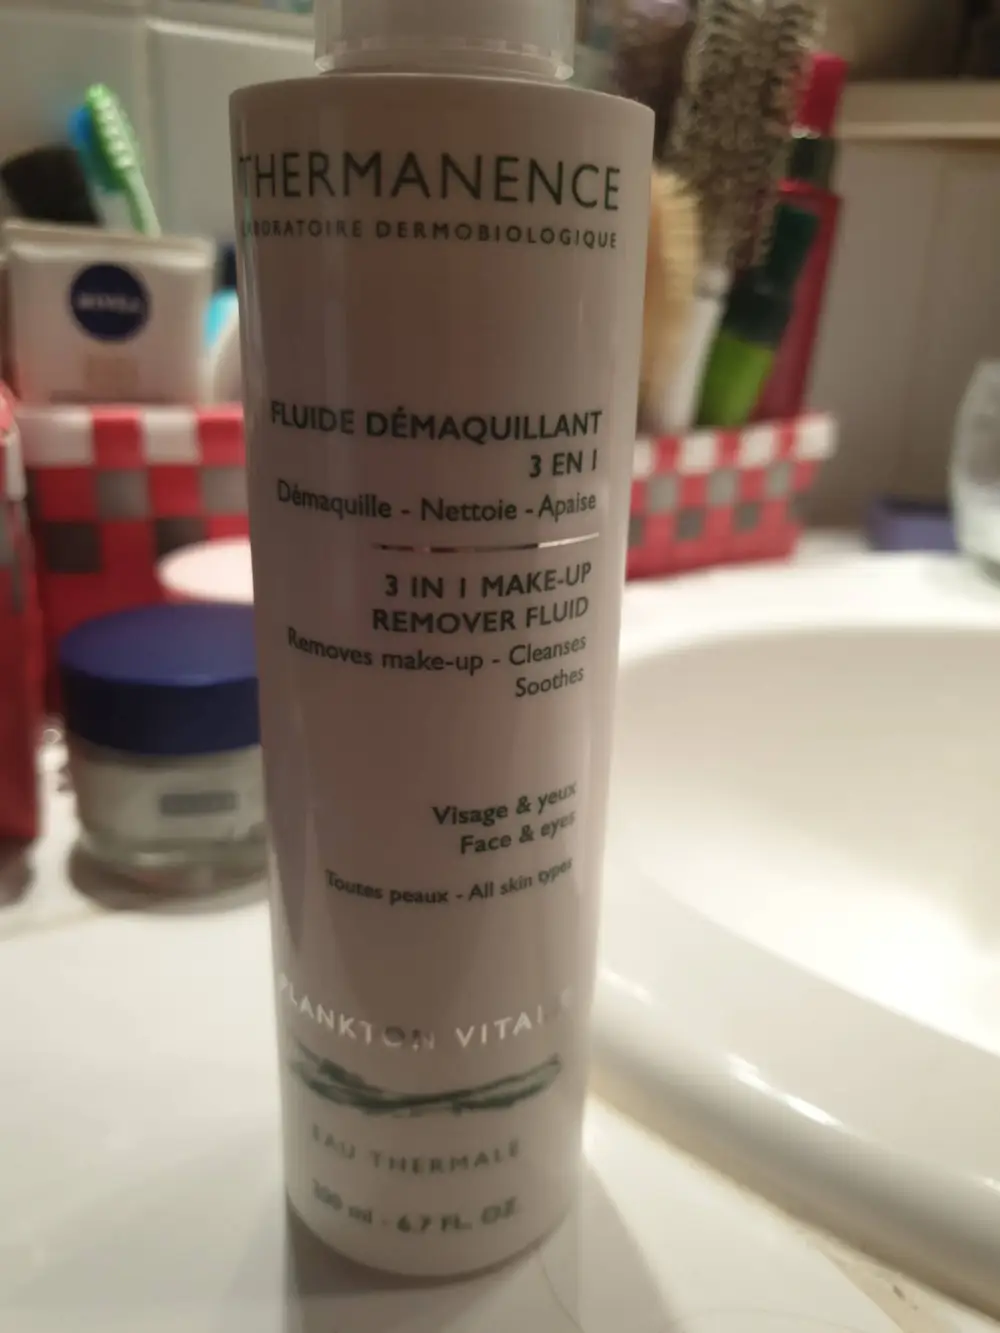 THERMANENCE
LABORATOIRE DERMOBIOLOGIQUE
FLUIDE DÉMAQUILLANT
3 EN 1
Démaquille - Nettoie - Apaise
3 IN 1 MAKE-UP
REMOVER FLUID
Removes make-up - Cleanses
Soothes
Visage & yeux
Face & eyes
Toutes peaux - All skin types
PLANKTON VITAL
EAU THERMALE
200 ml - 6.7 FL. OZ.
NIVEA